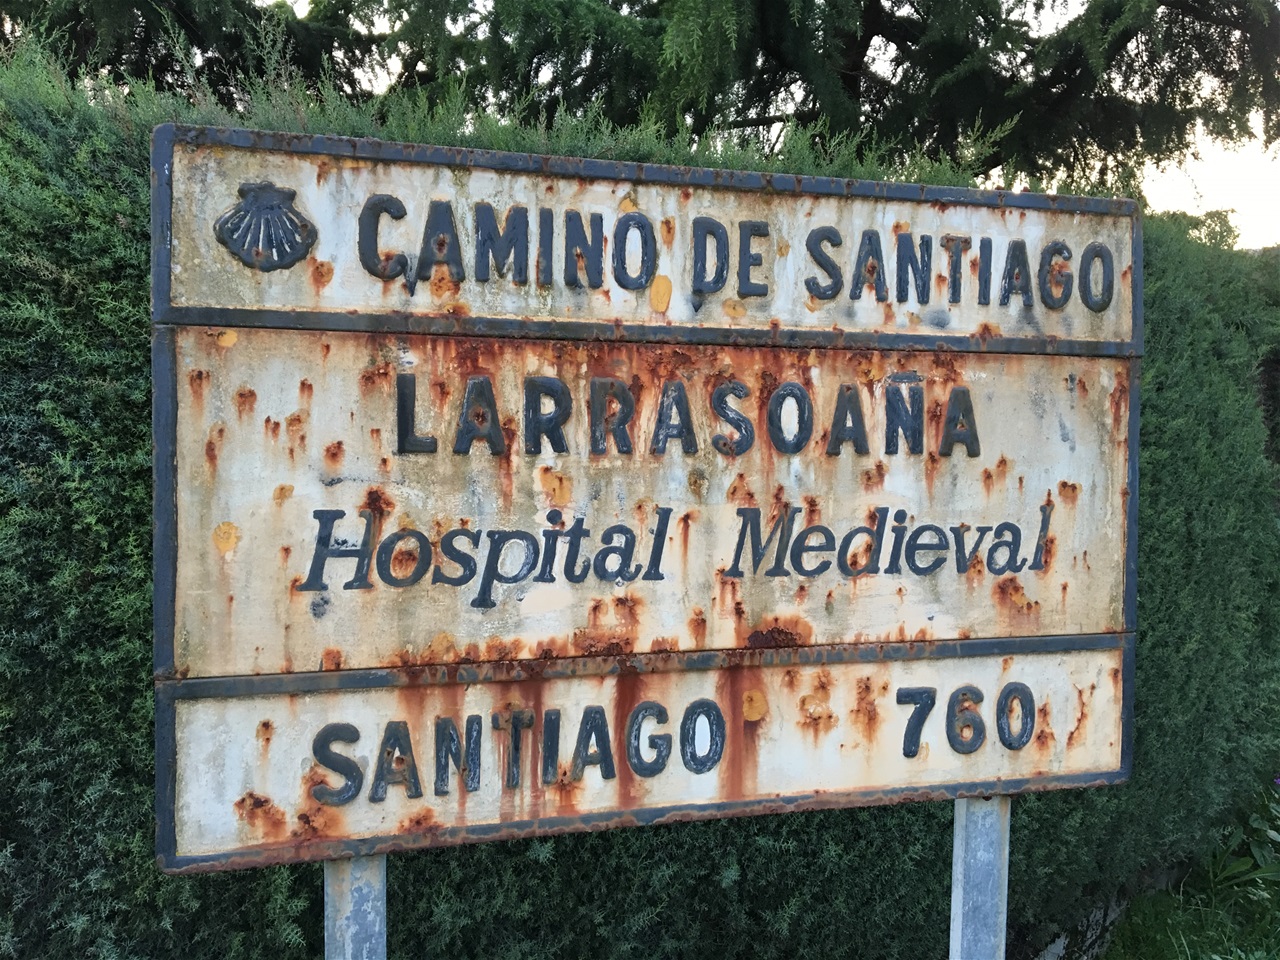 CAMINO DE SANTIAGO
LARRASOAÑA
Hospital Medieval
SANTIAGO 760